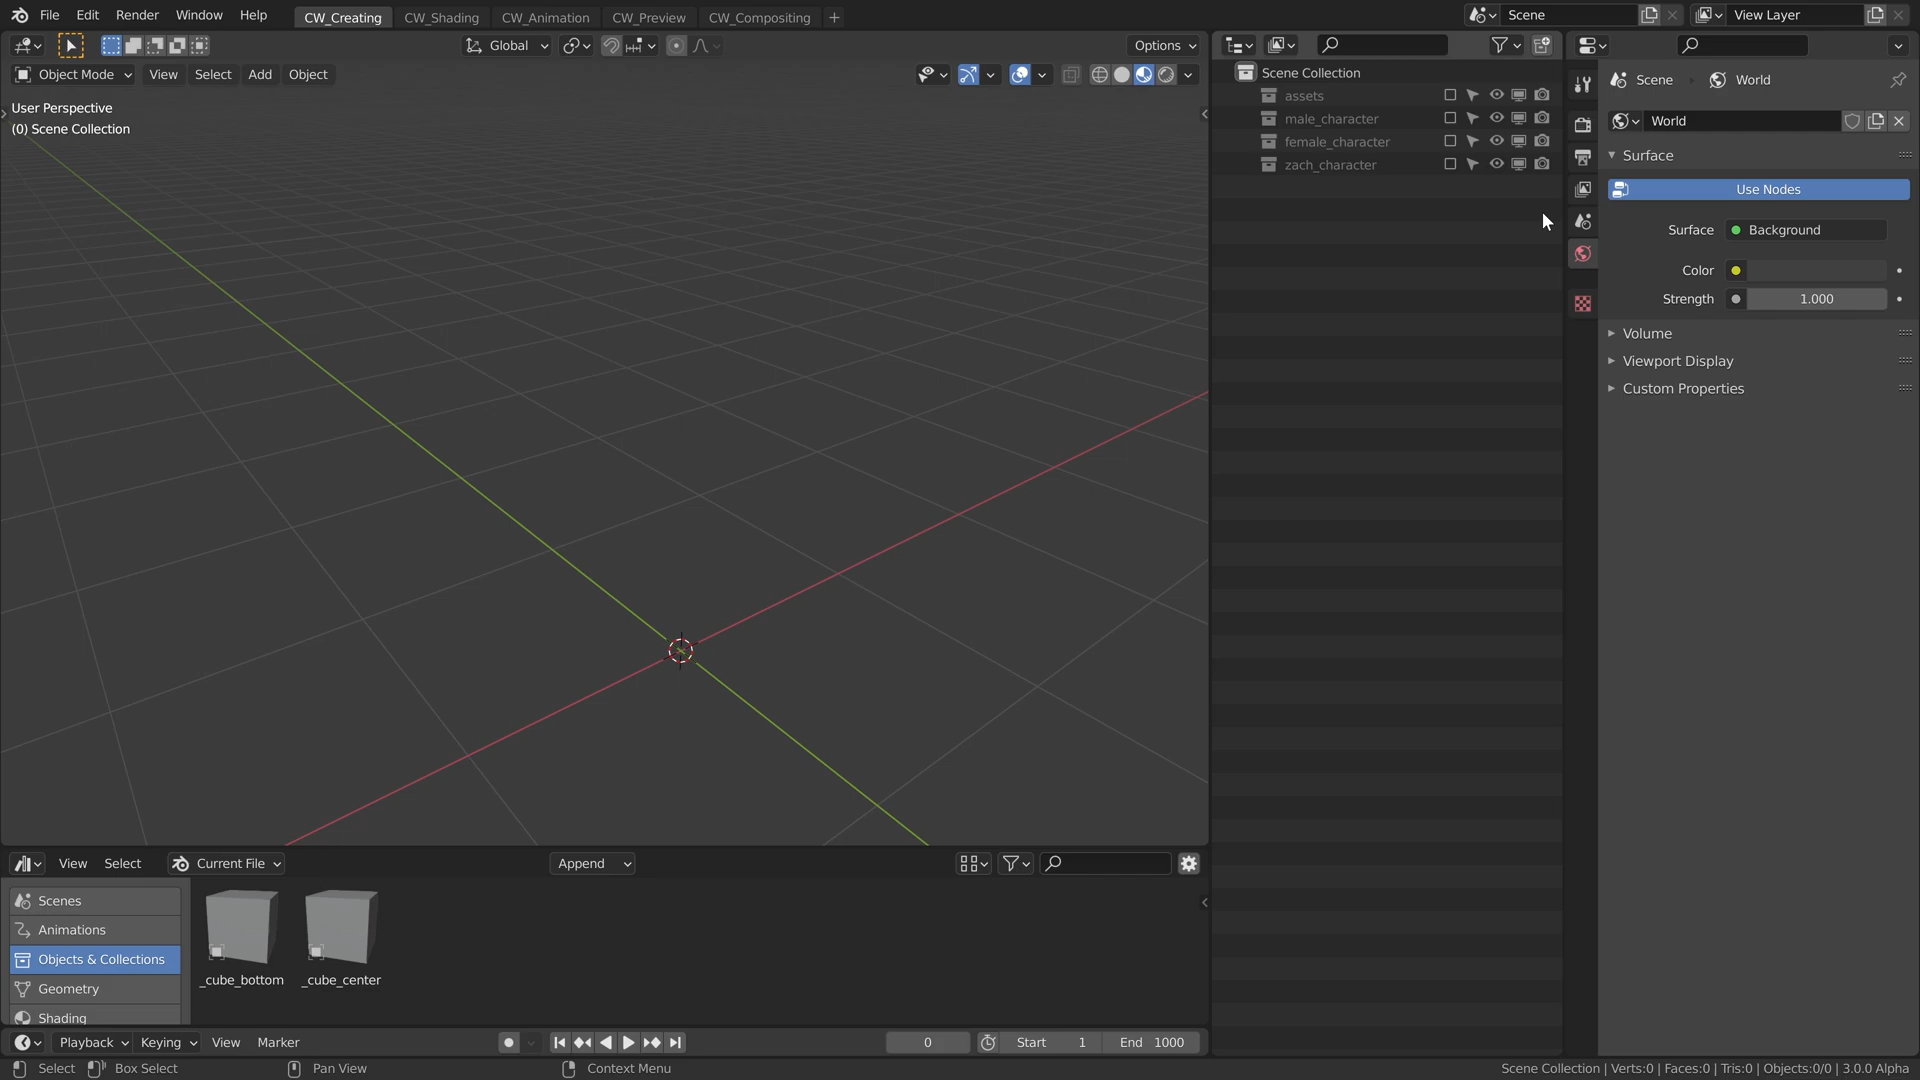 File Edit Render Window Help CW_Creating CW_Shading CW_Animation CW_Preview CW_Compositing + Scene View Layer
Global Options
Object Mode View Select Add Object
User Perspective
(0) Scene Collection
Scene Collection
assets
male_character
female_character
zach_character
Scene World
World
Surface
Use Nodes
Surface Background
Color
Strength 1.000
Volume
Viewport Display
Custom Properties
View Select Current File Append
Scenes
Animations
Objects & Collections
Geometry
Shading
_cube_bottom _cube_center
Playback Keying View Marker 0 Start 1 End 1000
Select Box Select Pan View Context Menu Scene Collection | Verts:0 | Faces:0 | Tris:0 | Objects:0/0 | 3.0.0 Alpha